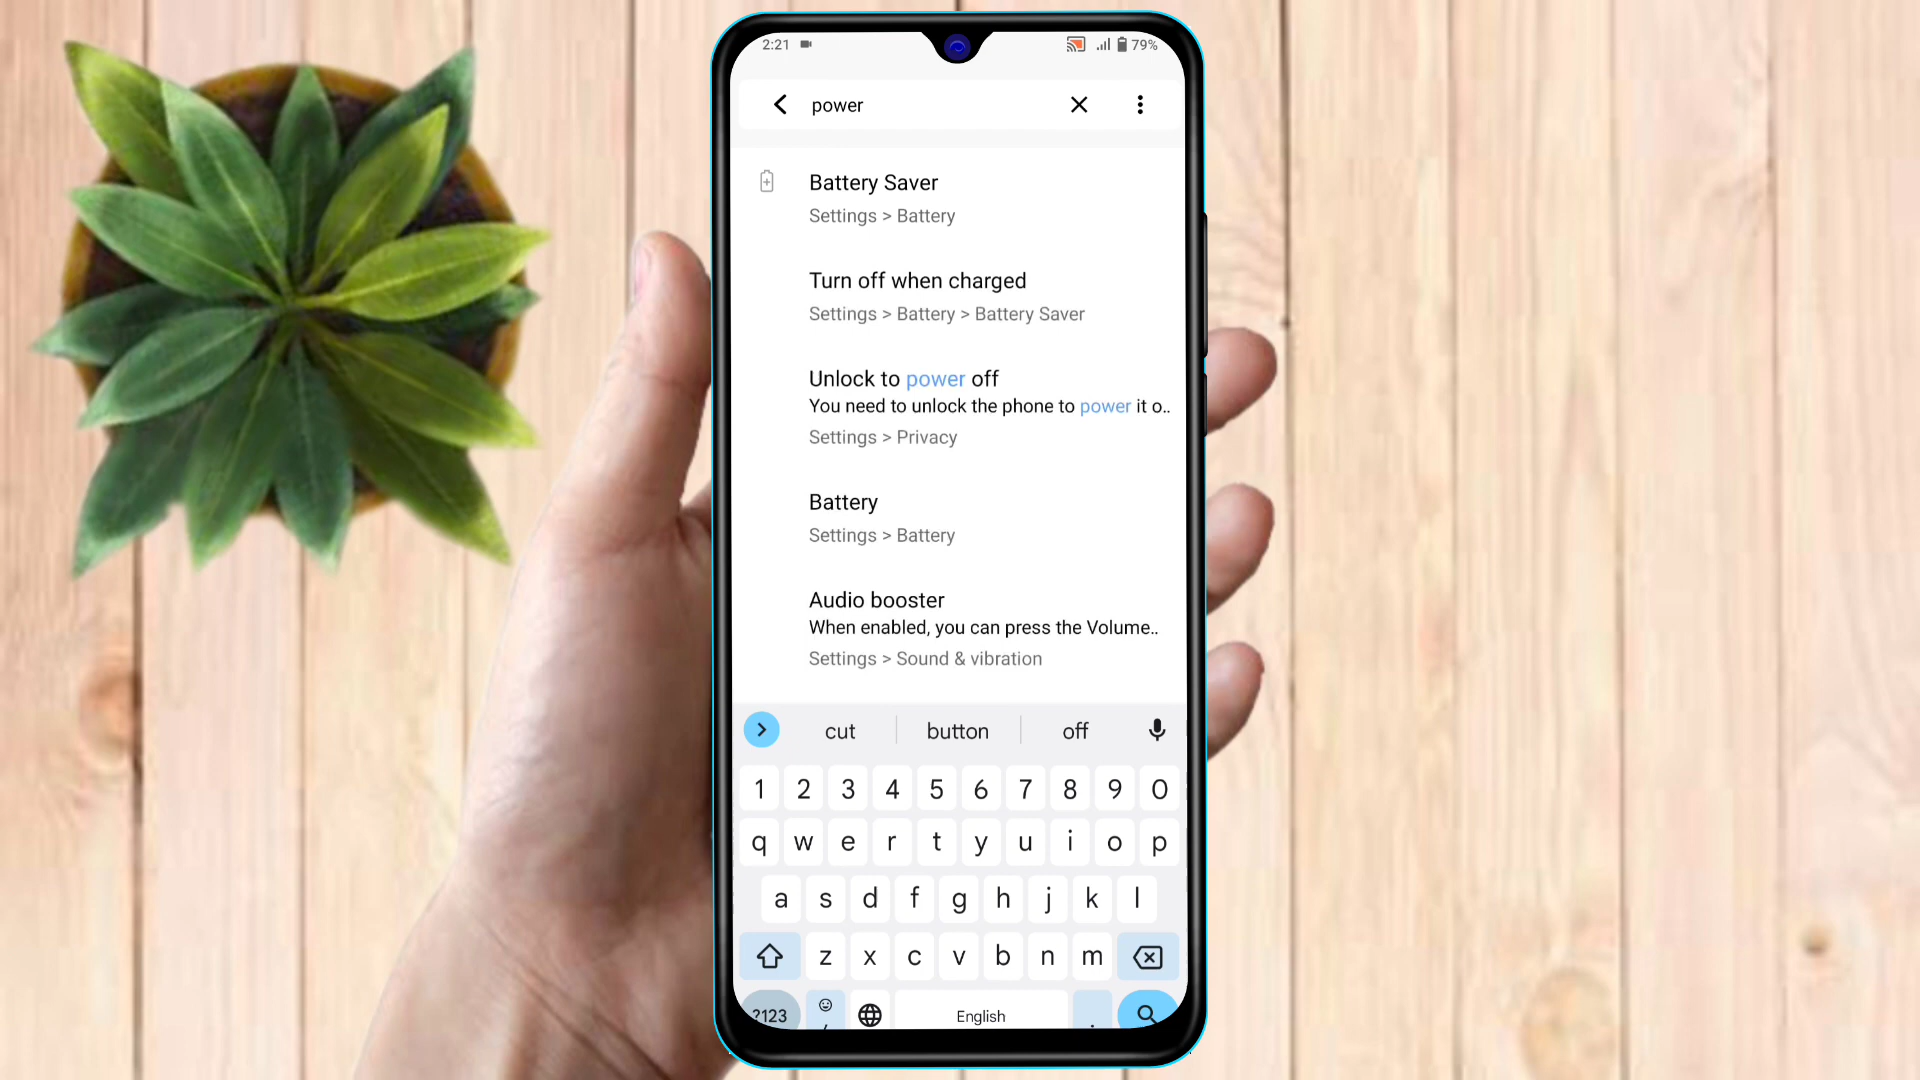 2:21 79%
power
Battery Saver
Settings > Battery
Turn off when charged
Settings > Battery > Battery Saver
Unlock to power off
You need to unlock the phone to power it o..
Settings > Privacy
Battery
Settings > Battery
Audio booster
When enabled, you can press the Volume..
Settings > Sound & vibration
cut button off
1 2 3 4 5 6 7 8 9 0
q w e r t y u i o p
a s d f g h j k l
z x c v b n m
?123 , English .